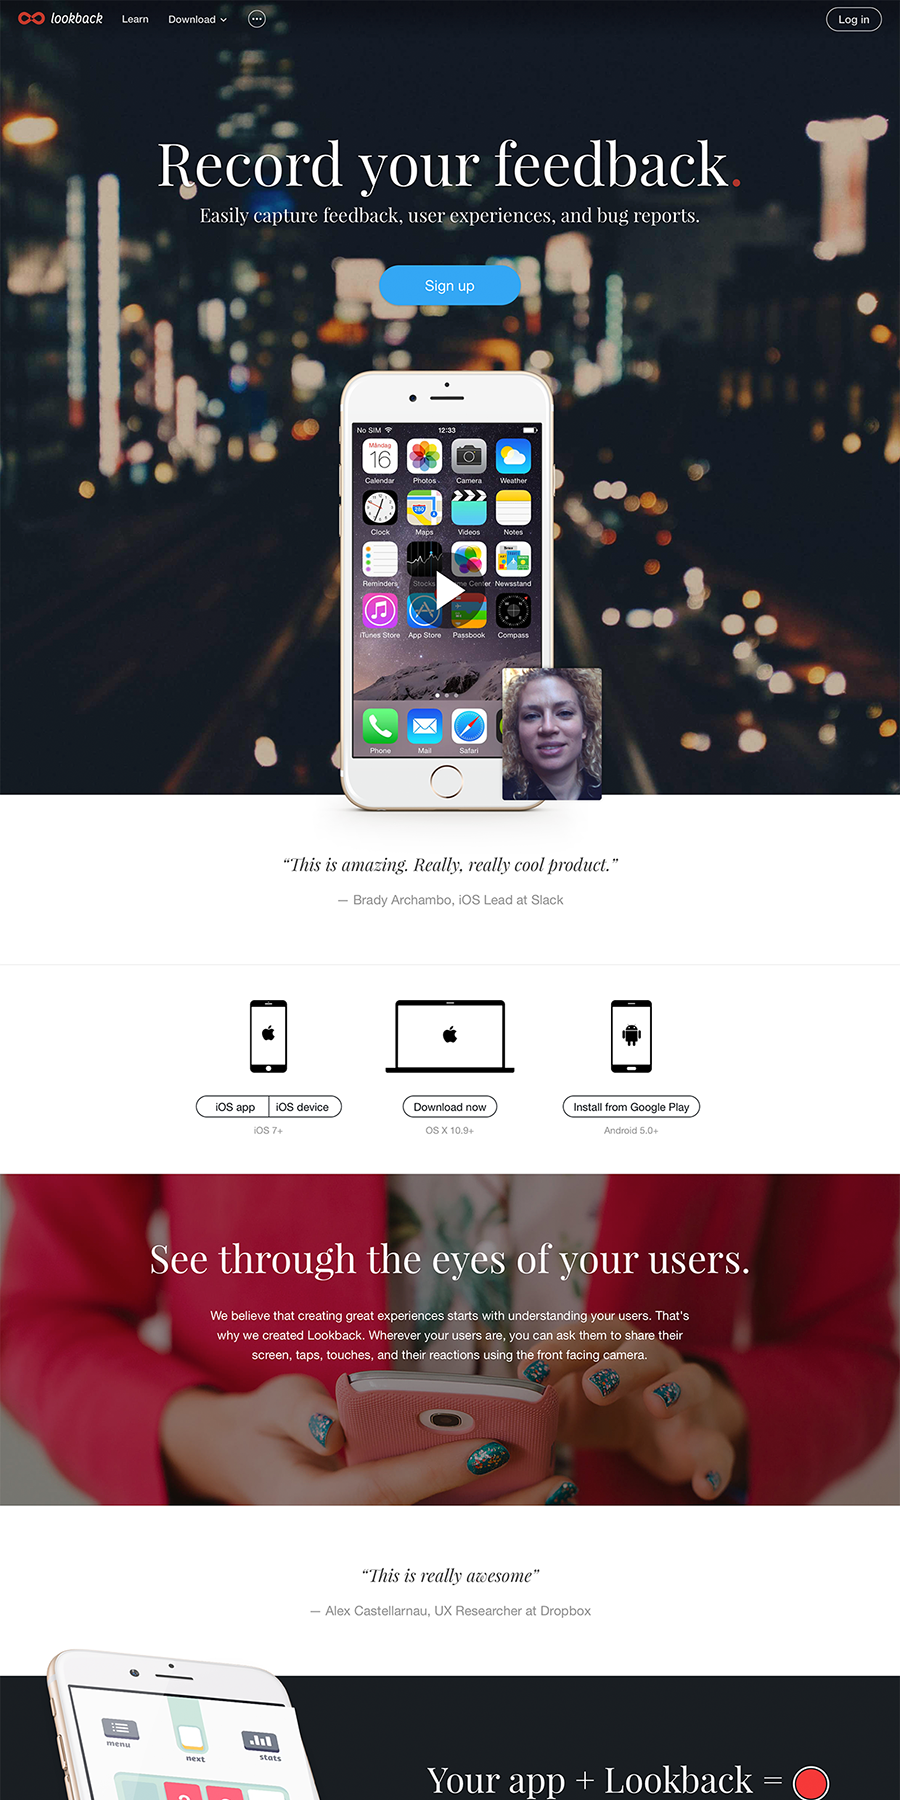 lookback Learn Download Log in
Record your feedback.
Easily capture feedback, user experiences, and bug reports.
Sign up
No SIM 12:33
Måndag
16
Calendar Photos Camera Weather
280
Clock Maps Videos Notes
Reminders Stocks Center Newsstand
iTunes Store App Store Passbook Compass
Phone Mail Safari
“This is amazing. Really, really cool product.”
— Brady Archambo, iOS Lead at Slack
iOS app iOS device Download now Install from Google Play
iOS 7+ OS X 10.9+ Android 5.0+
See through the eyes of your users.
We believe that creating great experiences starts with understanding your users. That's
why we created Lookback. Wherever your users are, you can ask them to share their
screen, taps, touches, and their reactions using the front facing camera.
“This is really awesome”
— Alex Castellarnau, UX Researcher at Dropbox
menu next stats
Your app + Lookback =